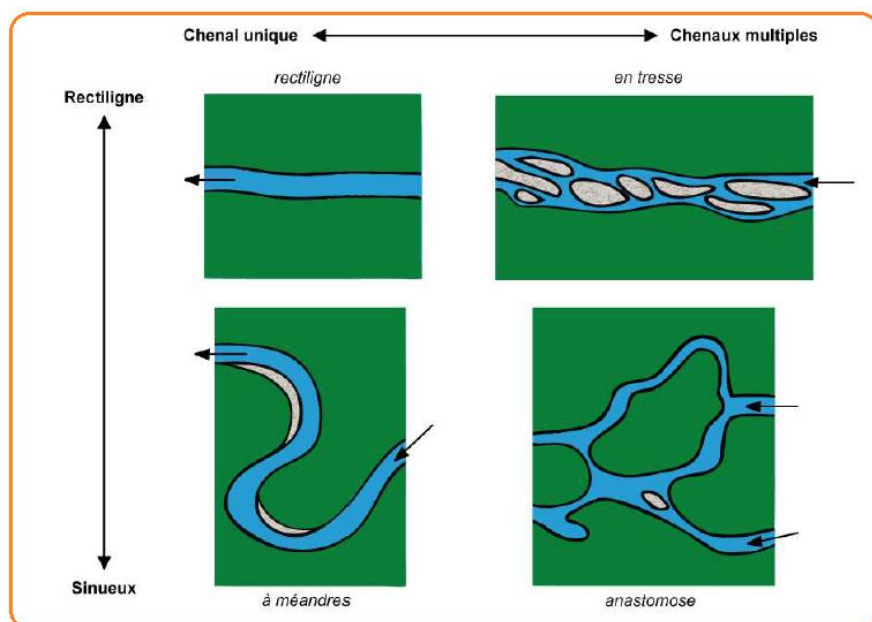 Chenal unique
Chenaux multiples
rectiligne
en tresse
Rectiligne
Sinueux
à méandres
anastomose